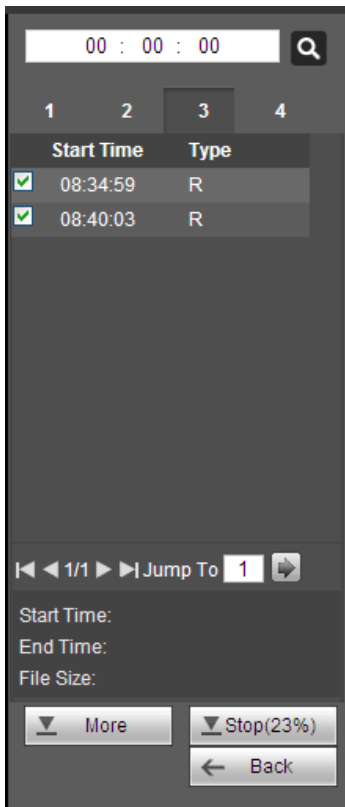 00 : 00 : 00
1 2 3 4
Start Time Type
08:34:59 R
08:40:03 R
1/1 Jump To 1
Start Time:
End Time:
File Size:
More Stop(23%)
Back